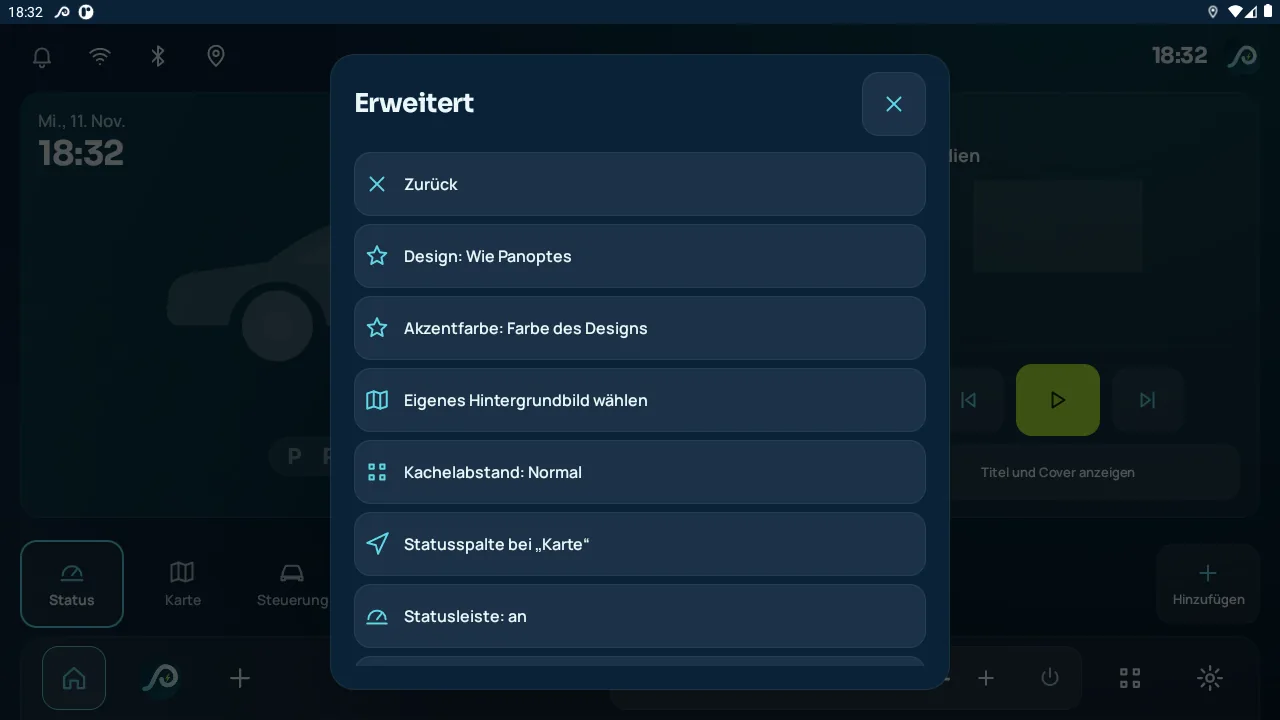 18:32
18:32
Mi., 11. Nov.
18:32
Erweitert
Zurück
Design: Wie Panoptes
Akzentfarbe: Farbe des Designs
Eigenes Hintergrundbild wählen
Kachelabstand: Normal
Statusspalte bei „Karte“
Statusleiste: an
P
Titel und Cover anzeigen
Status
Karte
Steuerung
Hinzufügen